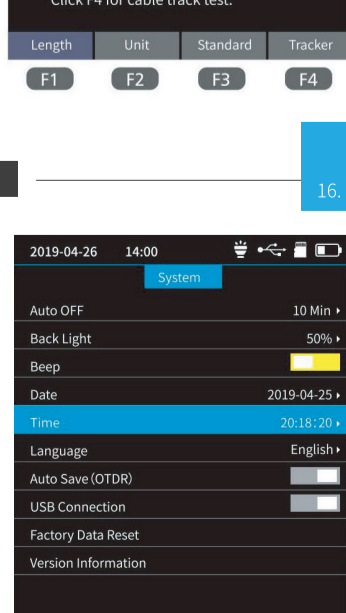 Click F4 for cable track test.
Length Unit Standard Tracker
F1 F2 F3 F4
16.
2019-04-26 14:00
System
Auto OFF 10 Min
Back Light 50%
Beep
Date 2019-04-25
Time 20:18:20
Language English
Auto Save (OTDR)
USB Connection
Factory Data Reset
Version Information